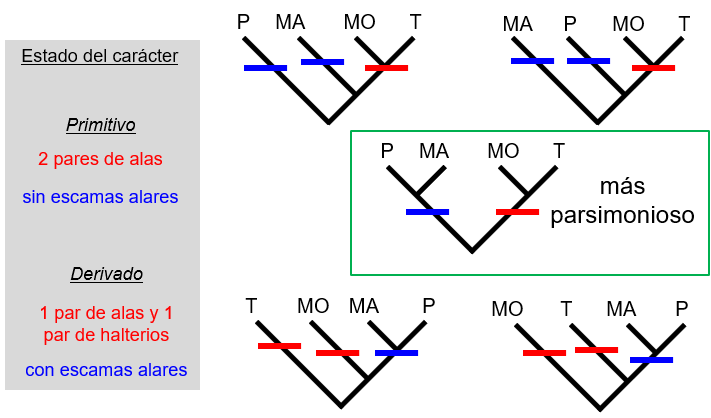 P MA MO T
MA P MO T
Estado del carácter
Primitivo
2 pares de alas
sin escamas alares
P MA MO T
más
parsimonioso
Derivado
1 par de alas y 1
par de halterios
con escamas alares
T MO MA P
MO T MA P